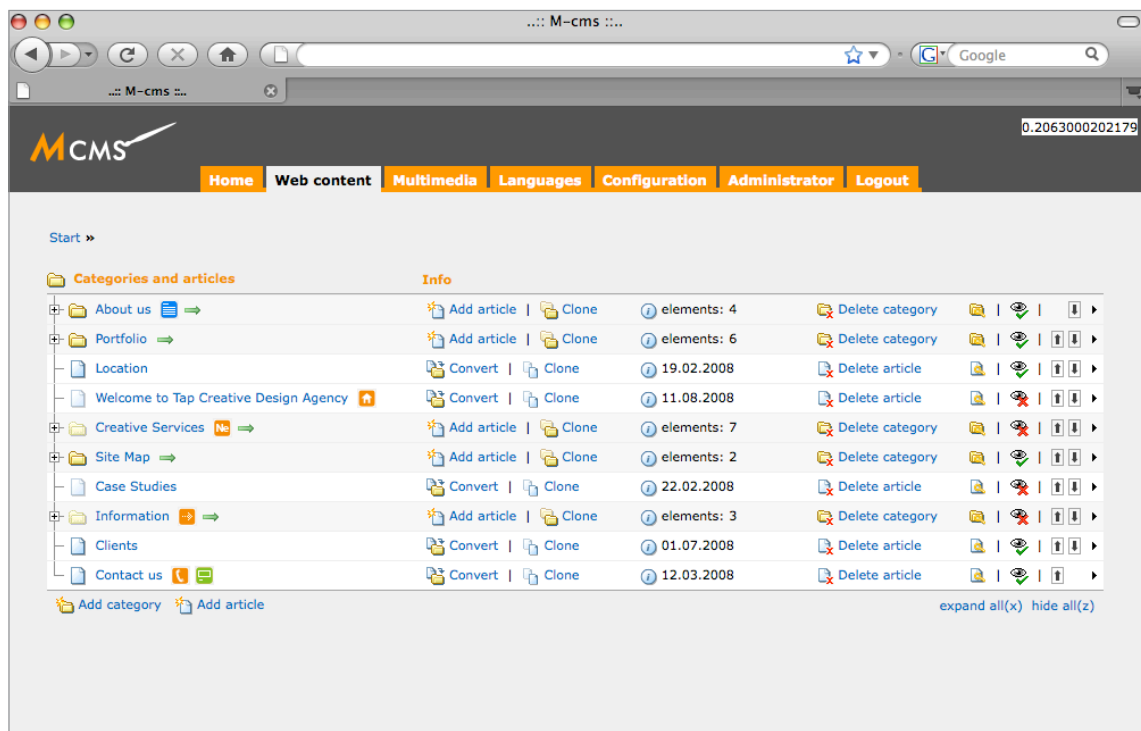 ..:: M-cms ::..
Google
..:: M-cms ::..
0.2063000202179
MCMS
Home Web content Multimedia Languages Configuration Administrator Logout
Start »
Categories and articles Info
About us Add article | Clone elements: 4 Delete category | |
Portfolio Add article | Clone elements: 6 Delete category | |
Location Convert | Clone 19.02.2008 Delete article | |
Welcome to Tap Creative Design Agency Convert | Clone 11.08.2008 Delete article | |
Creative Services Ne Add article | Clone elements: 7 Delete category | |
Site Map Add article | Clone elements: 2 Delete category | |
Case Studies Convert | Clone 22.02.2008 Delete article | |
Information Add article | Clone elements: 3 Delete category | |
Clients Convert | Clone 01.07.2008 Delete article | |
Contact us Convert | Clone 12.03.2008 Delete article | |
Add category Add article expand all(x) hide all(z)